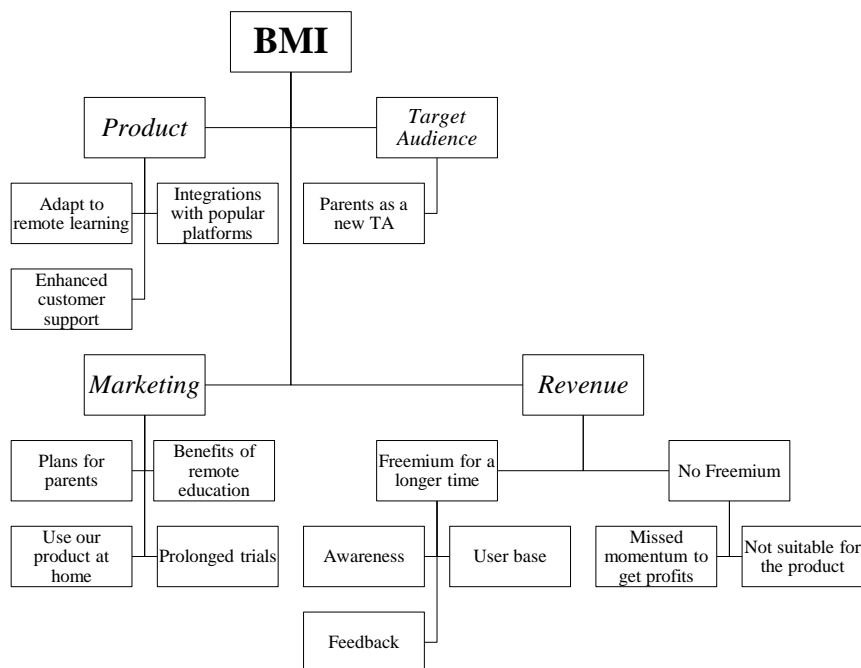 BMI
Product
Target
Audience
Adapt to
remote learning
Integrations
with popular
platforms
Parents as a
new TA
Enhanced
customer
support
Marketing
Revenue
Plans for
parents
Benefits of
remote
education
Freemium for a
longer time
No Freemium
Use our
product at
home
Prolonged trials
Awareness
User base
Missed
momentum to
get profits
Not suitable for
the product
Feedback